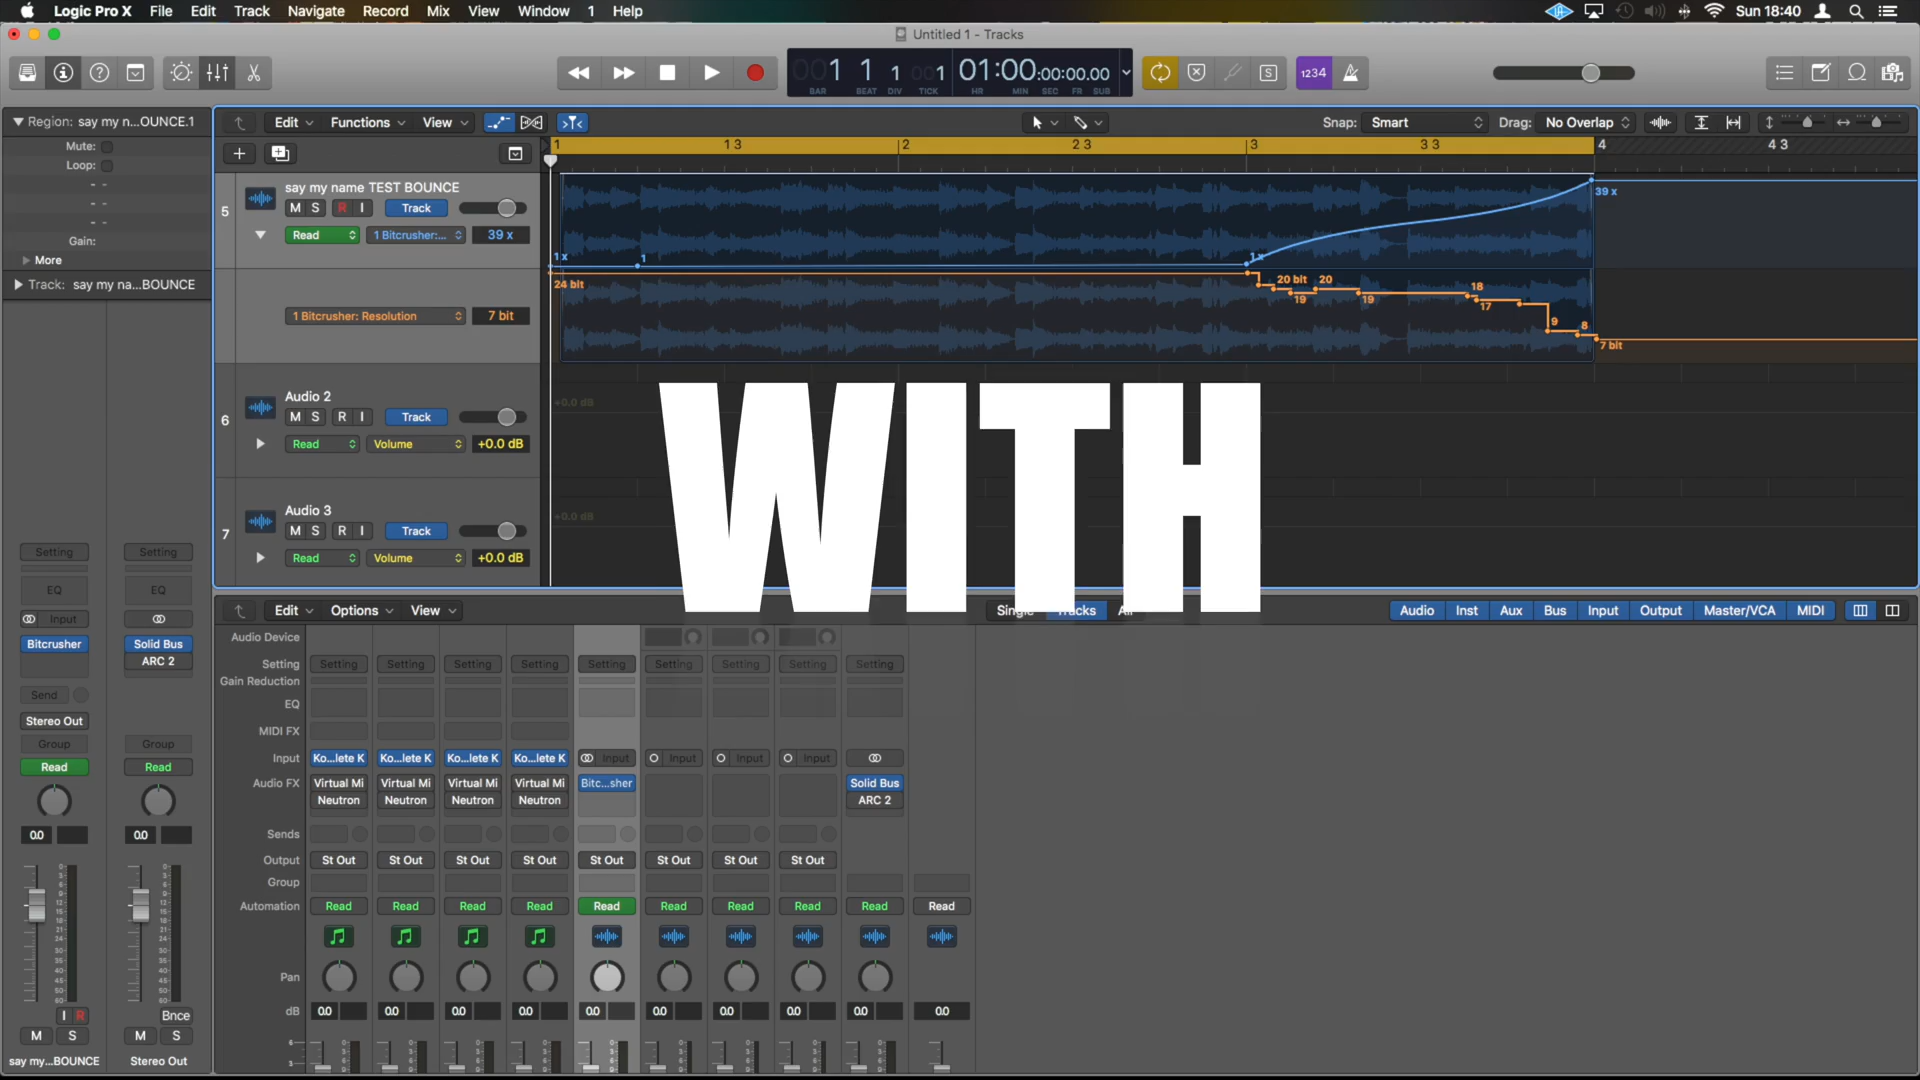 Logic Pro X File Edit Track Navigate Record Mix View Window 1 Help Sun 18:40
Untitled 1 - Tracks
001 1 1 001 01:00:00:00.00
BAR BEAT DIV TICK HR MIN SEC FR SUB
S 1234
Region: say my n...OUNCE.1
Mute:
Loop:
Gain:
More
Track: say my na...BOUNCE
Edit Functions View Snap: Smart Drag: No Overlap
1 1 3 2 2 3 3 3 3 4 4 3
5 say my name TEST BOUNCE
M S R I Track
Read 1 Bitcrusher:... 39 x
1 Bitcrusher: Resolution 7 bit
1 x 1 1 x 39 x
24 bit 20 bit 19 20 19 18 17 9 8 7 bit
6 Audio 2
M S R I Track
Read Volume +0.0 dB
+0.0 dB
7 Audio 3
M S R I Track
Read Volume +0.0 dB
+0.0 dB
WITH
Edit Options View Single Tracks All Audio Inst Aux Bus Input Output Master/VCA MIDI
Setting Setting
EQ EQ
Input
Bitcrusher Solid Bus
ARC 2
Send
Stereo Out
Group Group
Read Read
0.0 0.0
I R Bnce
M S M S
say my...BOUNCE Stereo Out
Audio Device
Setting Setting Setting Setting Setting Setting Setting Setting Setting Setting
Gain Reduction
EQ
MIDI FX
Input Ko...lete K Ko...lete K Ko...lete K Ko...lete K Input Input Input Input
Audio FX Virtual Mi Virtual Mi Virtual Mi Virtual Mi Bitc...sher Solid Bus
Neutron Neutron Neutron Neutron ARC 2
Sends
Output St Out St Out St Out St Out St Out St Out St Out St Out
Group
Automation Read Read Read Read Read Read Read Read Read Read
Pan
dB 0.0 0.0 0.0 0.0 0.0 0.0 0.0 0.0 0.0 0.0